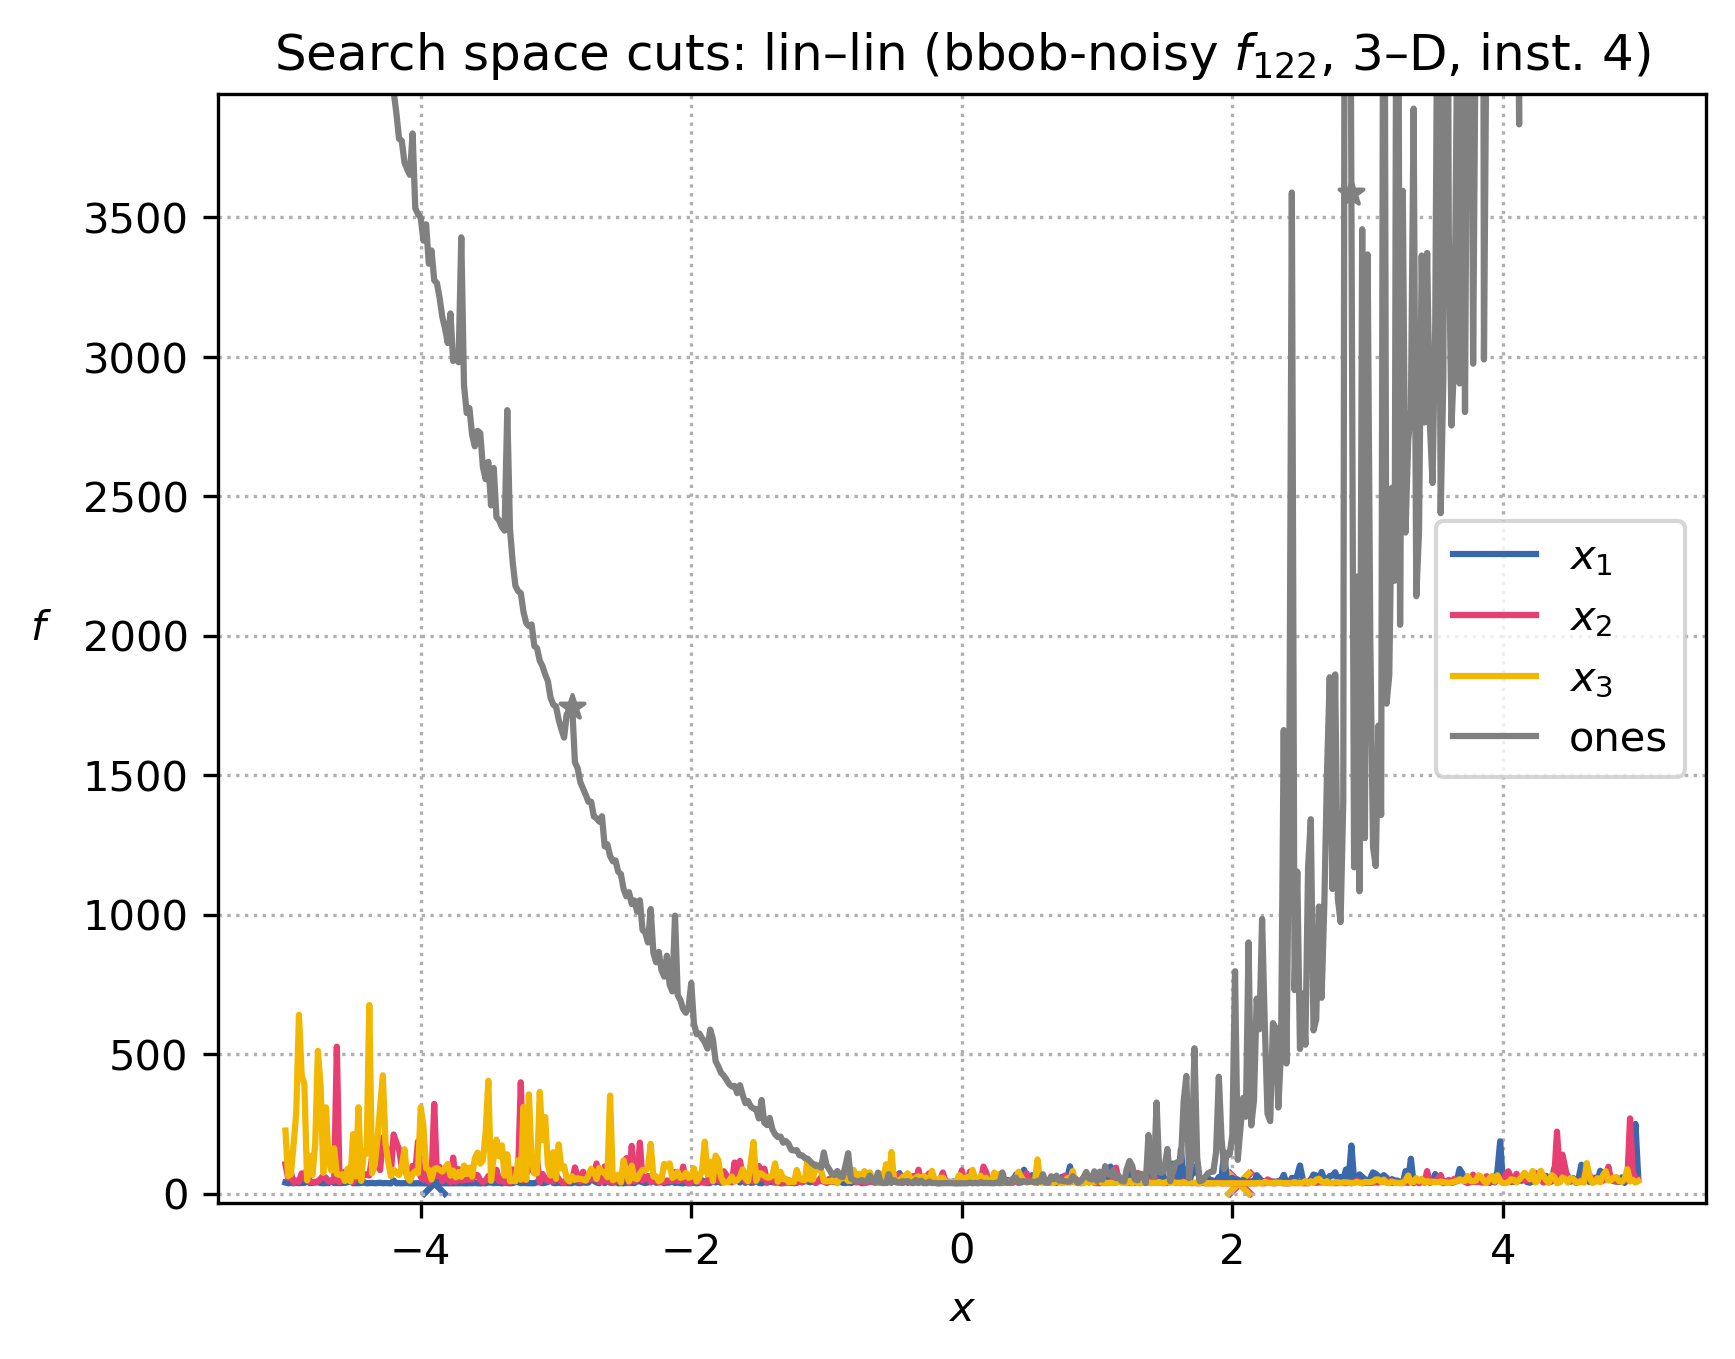 Search space cuts: lin–lin (bbob-noisy f₁₂₂, 3–D, inst. 4)
3500
3000
2500
2000
1500
1000
500
0
f
x₁
x₂
x₃
ones
−4 −2 0 2 4
x